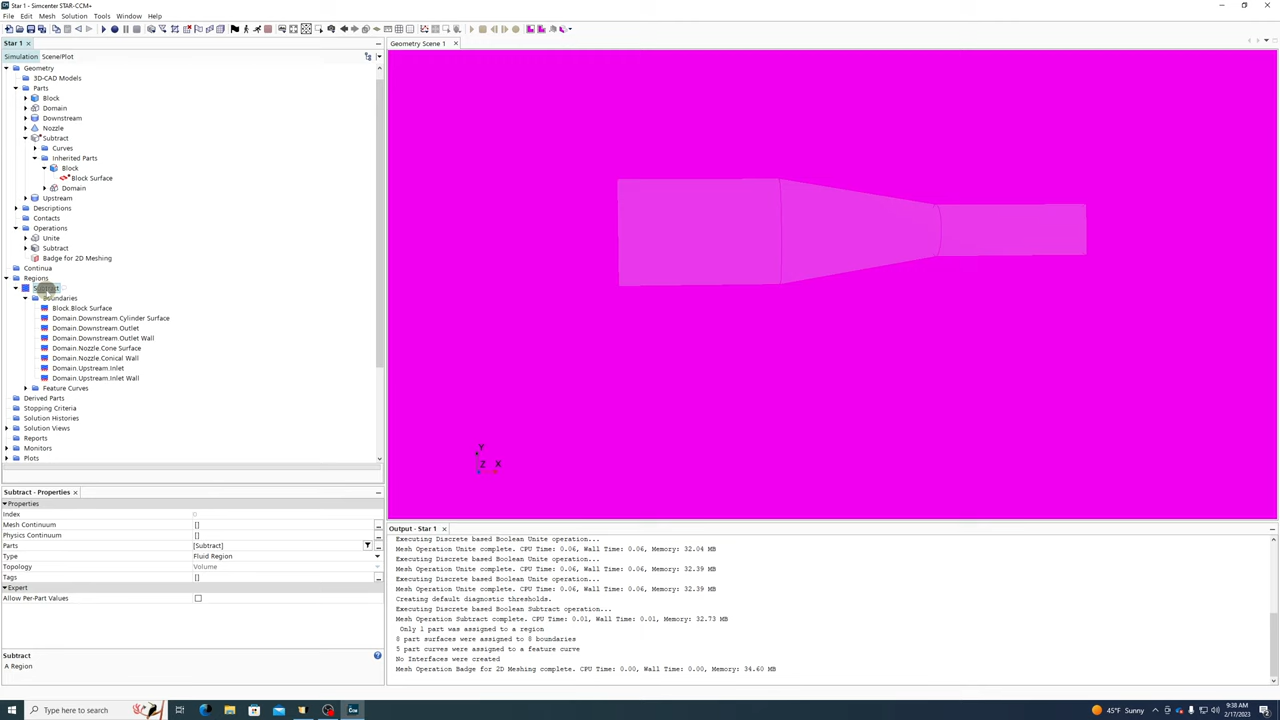 Star 1 - Simcenter STAR-CCM+
File Edit Mesh Solution Tools Window Help
Star 1
Geometry Scene 1
Simulation Scene/Plot
Geometry
3D-CAD Models
Parts
Block
Domain
Downstream
Nozzle
Subtract
Curves
Inherited Parts
Block
Block Surface
Domain
Upstream
Descriptions
Contacts
Operations
Unite
Subtract
Badge for 2D Meshing
Continua
Regions
Subtract
Boundaries
Block.Block Surface
Domain.Downstream.Cylinder Surface
Domain.Downstream.Outlet
Domain.Downstream.Outlet Wall
Domain.Nozzle.Cone Surface
Domain.Nozzle.Conical Wall
Domain.Upstream.Inlet
Domain.Upstream.Inlet Wall
Feature Curves
Derived Parts
Stopping Criteria
Solution Histories
Solution Views
Reports
Monitors
Plots
Y
Z X
Subtract - Properties
Properties
Index
Mesh Continuum []
Physics Continuum []
Parts [Subtract]
Type Fluid Region
Topology Volume
Tags []
Expert
Allow Per-Part Values
Subtract
A Region
Output - Star 1
Executing Discrete based Boolean Unite operation...
Mesh Operation Unite complete. CPU Time: 0.06, Wall Time: 0.06, Memory: 32.04 MB
Executing Discrete based Boolean Unite operation...
Mesh Operation Unite complete. CPU Time: 0.06, Wall Time: 0.06, Memory: 32.39 MB
Executing Discrete based Boolean Unite operation...
Mesh Operation Unite complete. CPU Time: 0.06, Wall Time: 0.06, Memory: 32.39 MB
Creating default diagnostic thresholds.
Executing Discrete based Boolean Subtract operation...
Mesh Operation Subtract complete. CPU Time: 0.01, Wall Time: 0.01, Memory: 32.73 MB
Only 1 part was assigned to a region
8 part surfaces were assigned to 8 boundaries
5 part curves were assigned to a feature curve
No Interfaces were created
Mesh Operation Badge for 2D Meshing complete. CPU Time: 0.00, Wall Time: 0.00, Memory: 34.60 MB
Type here to search
45°F Sunny
9:38 AM
2/17/2023